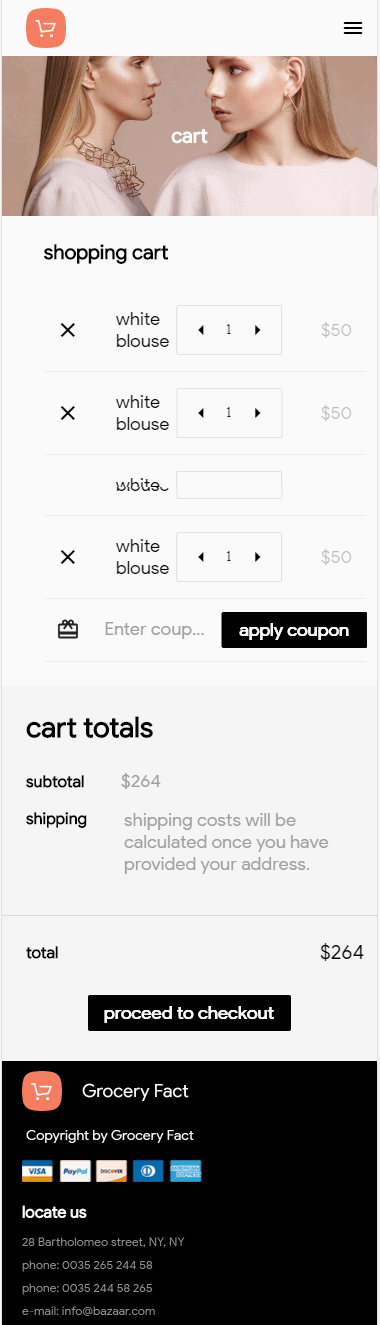 cart
shopping cart
white
blouse
1
$50
white
blouse
1
$50
white
white
blouse
1
$50
Enter coup...
apply coupon
cart totals
subtotal
$264
shipping
shipping costs will be
calculated once you have
provided your address.
total
$264
proceed to checkout
Grocery Fact
Copyright by Grocery Fact
VISA PayPal DISCOVER AMERICAN EXPRESS
locate us
28 Bartholomeo street, NY, NY
phone: 0035 265 244 58
phone: 0035 244 58 265
e-mail: info@bazaar.com